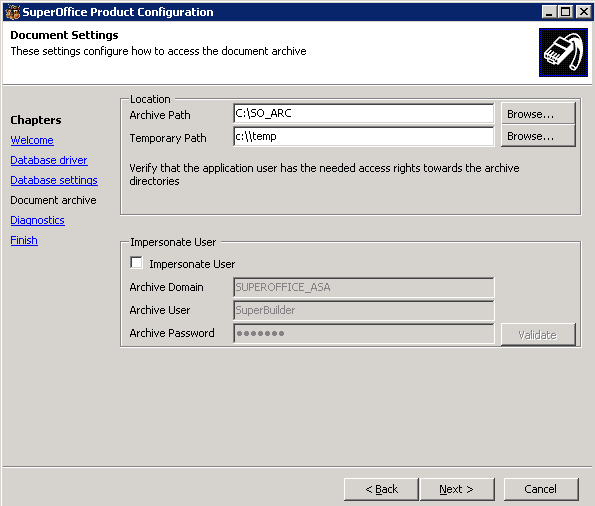 SuperOffice Product Configuration
Document Settings
These settings configure how to access the document archive
Chapters
Welcome
Database driver
Database settings
Document archive
Diagnostics
Finish
Location
Archive Path C:\SO_ARC Browse...
Temporary Path c:\\temp Browse...
Verify that the application user has the needed access rights towards the archive
directories
Impersonate User
Impersonate User
Archive Domain SUPEROFFICE_ASA
Archive User SuperBuilder
Archive Password ●●●●●●● Validate
< Back Next > Cancel